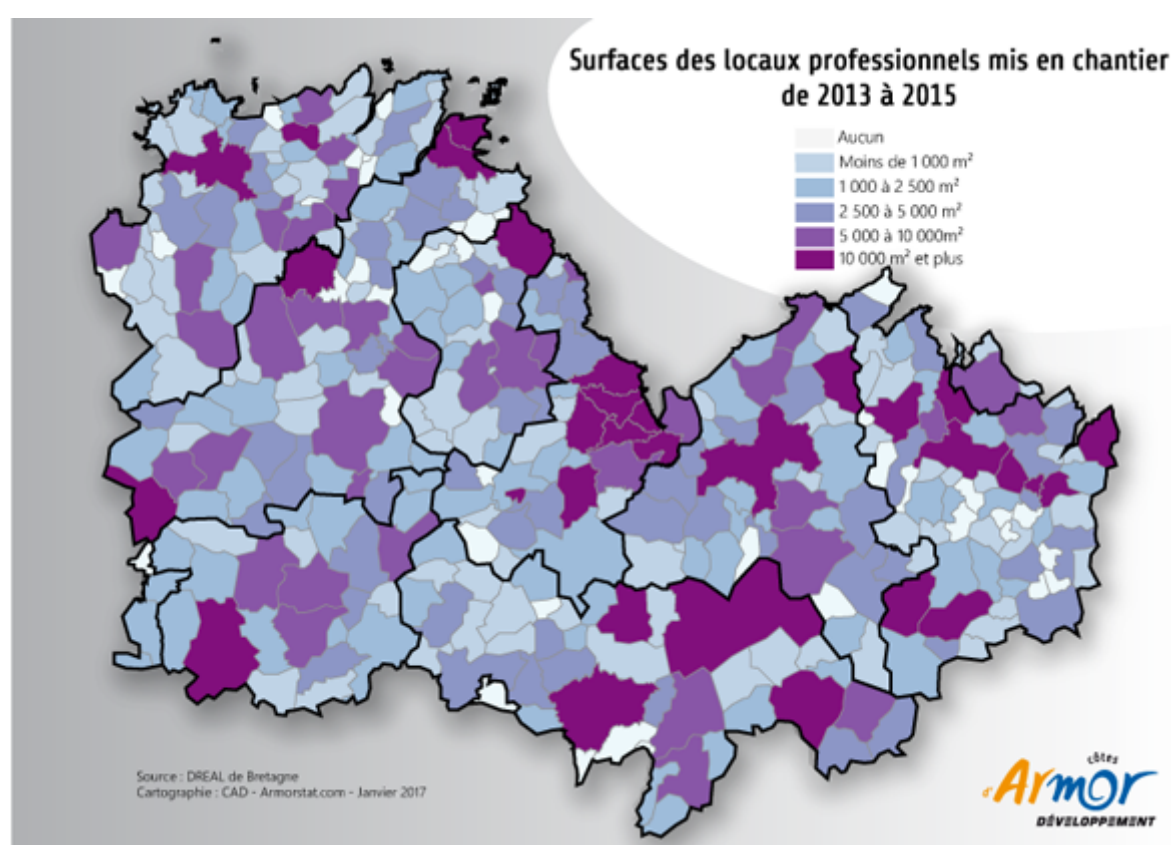 Surfaces des locaux professionnels mis en chantier
de 2013 à 2015
Aucun
Moins de 1 000 m²
1 000 à 2 500 m²
2 500 à 5 000 m²
5 000 à 10 000m²
10 000 m² et plus
Source : DREAL de Bretagne
Cartographie : CAD - Armorstat.com - Janvier 2017
côtes
d'Armor
DÉVELOPPEMENT